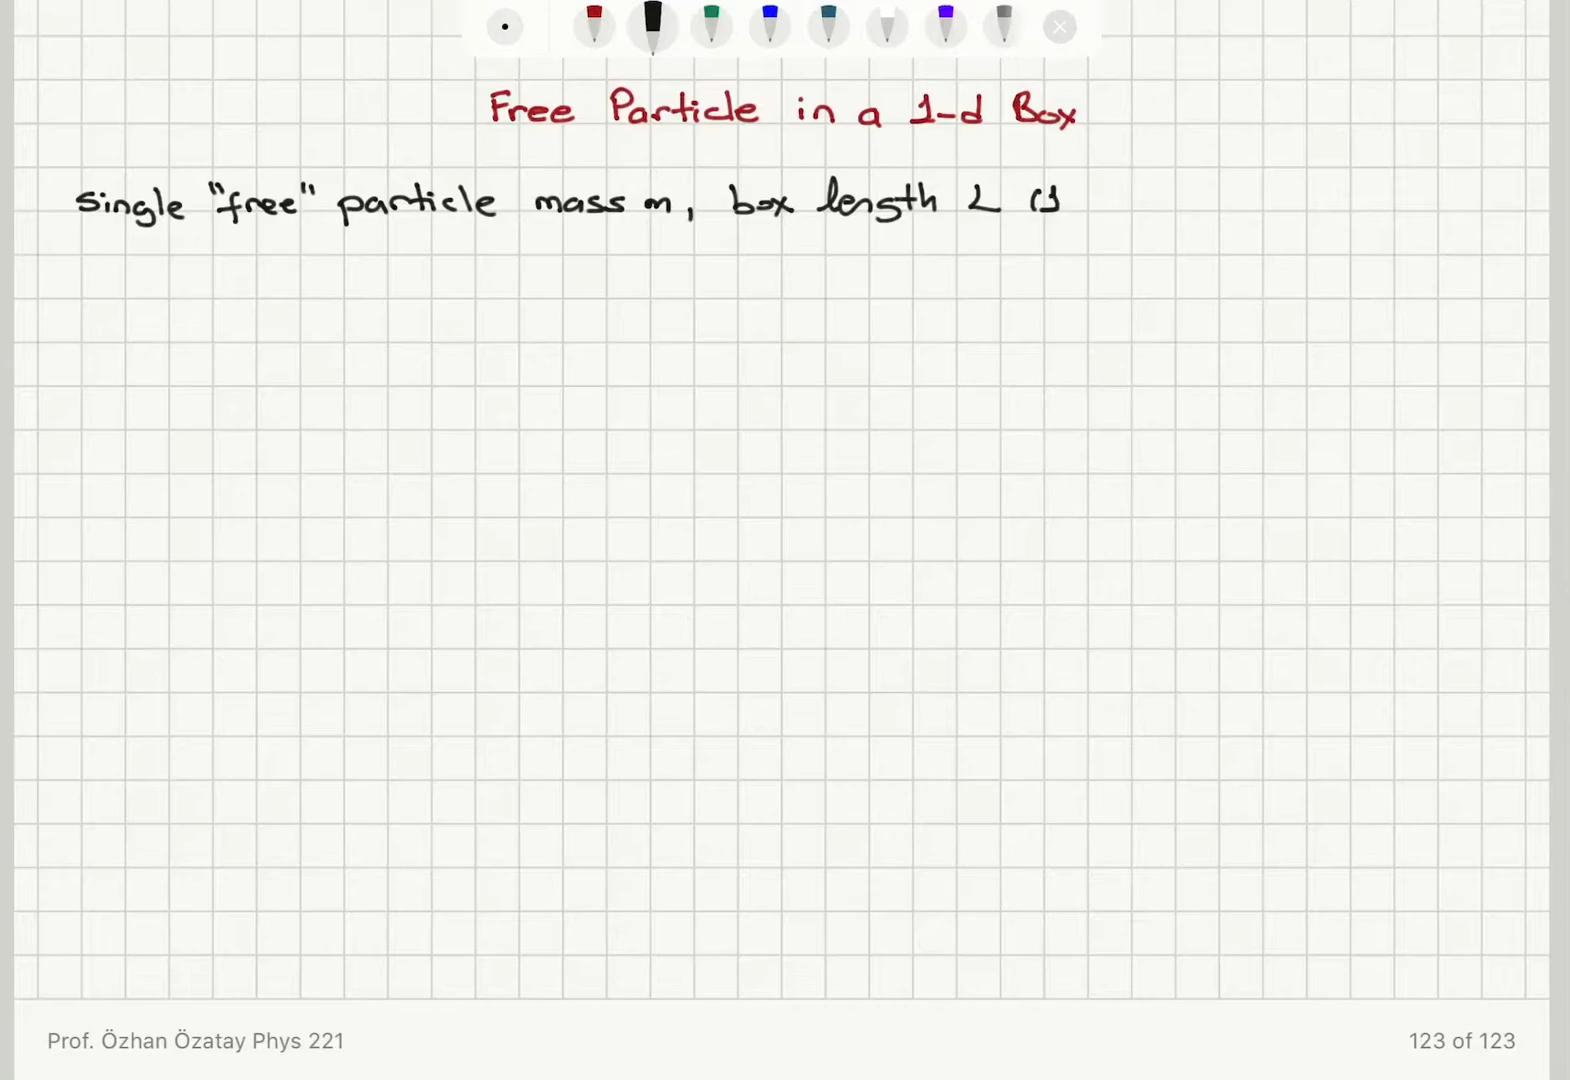 Free Particle in a 1-d Box
single "free" particle mass m, box length L (1
Prof. Özhan Özatay Phys 221
123 of 123